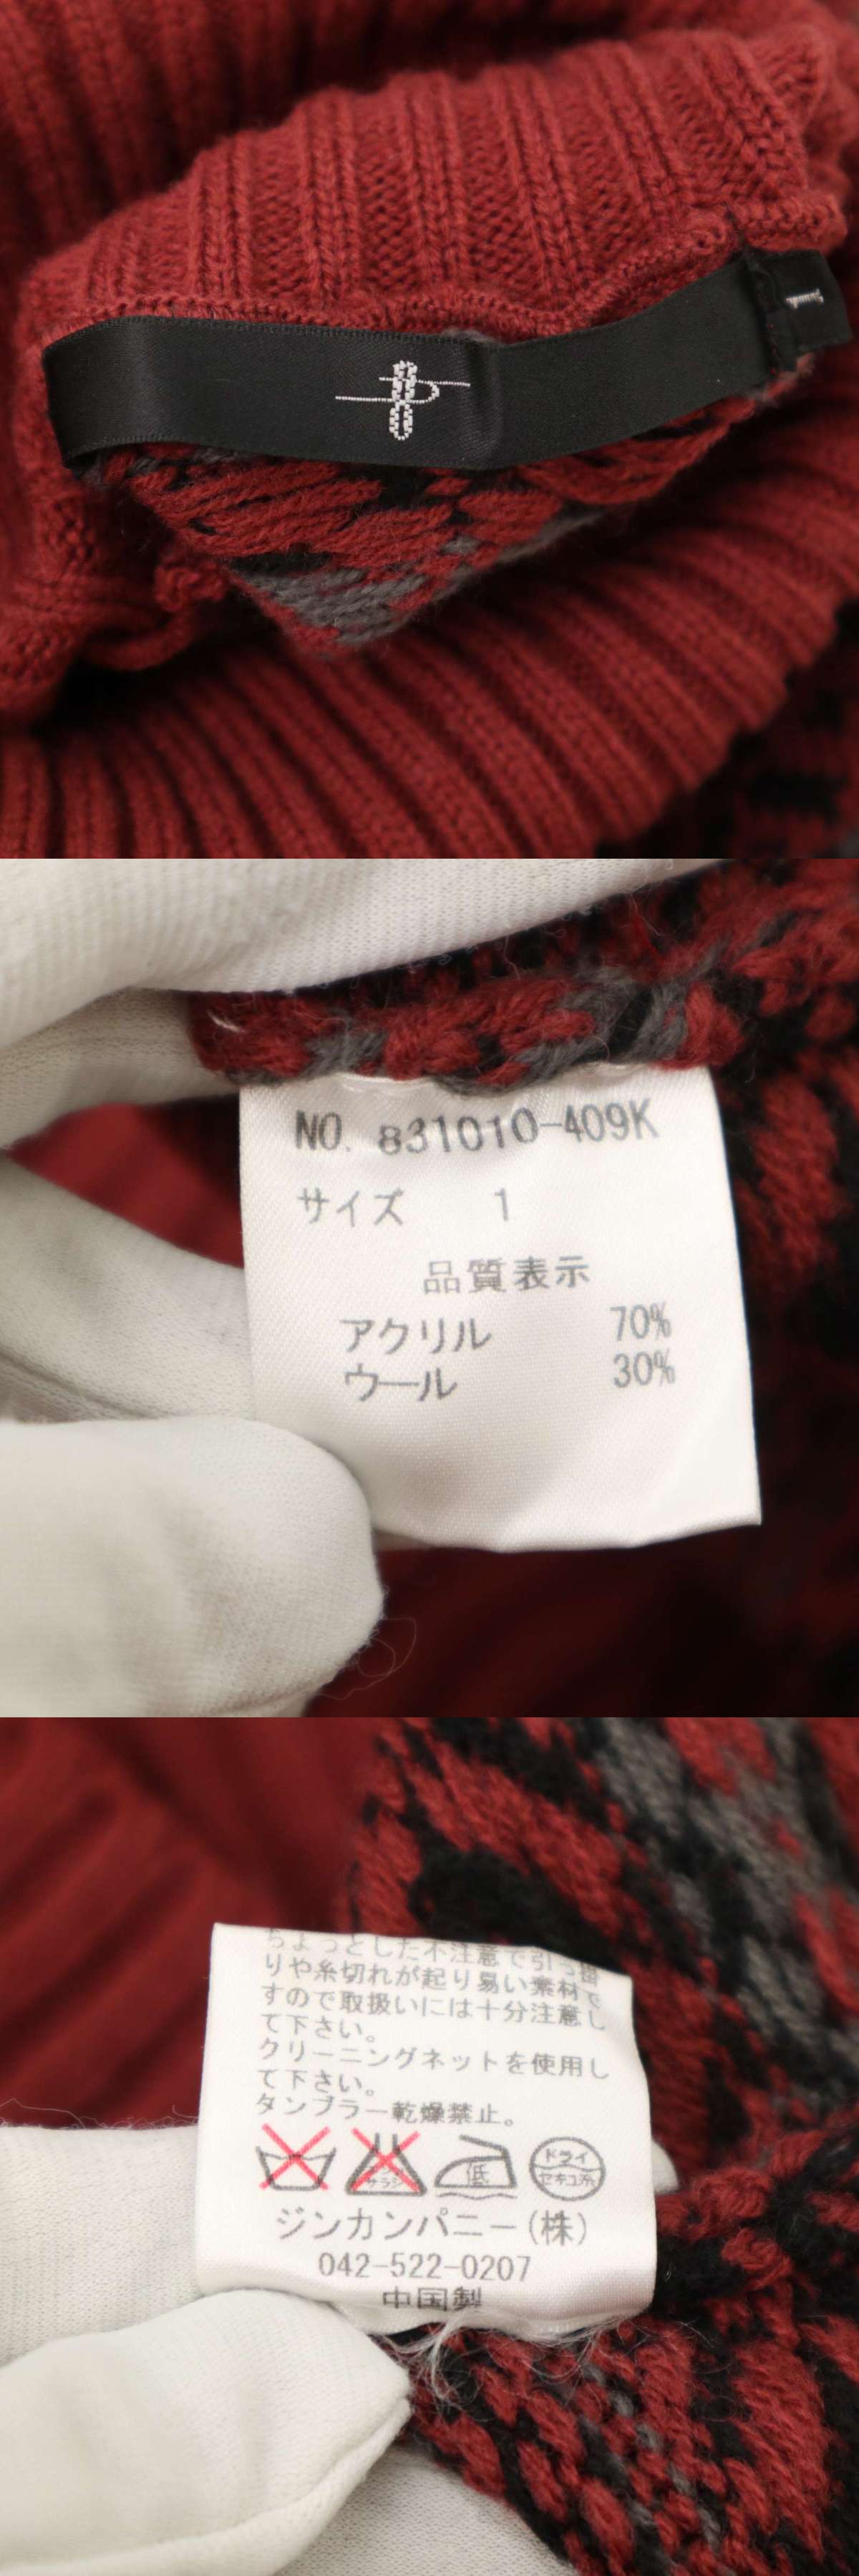 1
NO. 831010-409K
サイズ 1
品質表示
アクリル 70%
ウール 30%
ちょっとした不注意で引っ掛
りや糸切れが起り易い素材で
すので取扱いには十分注意し
て下さい。
クリーニングネットを使用し
て下さい。
タンブラー乾燥禁止。
サラシ 低 ドライ
セキユ系
ジンカンパニー(株)
042-522-0207
中国製